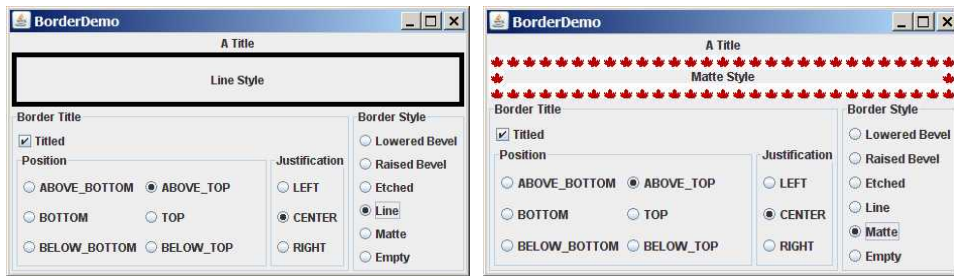 BorderDemo
A Title
Line Style
Border Title
Border Style
Titled
Lowered Bevel
Position
Justification
Raised Bevel
ABOVE_BOTTOM ABOVE_TOP
LEFT
Etched
BOTTOM TOP
CENTER
Line
Matte
BELOW_BOTTOM BELOW_TOP
RIGHT
Empty
BorderDemo
A Title
Matte Style
Border Title
Border Style
Titled
Lowered Bevel
Position
Justification
Raised Bevel
ABOVE_BOTTOM ABOVE_TOP
LEFT
Etched
BOTTOM TOP
CENTER
Line
Matte
BELOW_BOTTOM BELOW_TOP
RIGHT
Empty